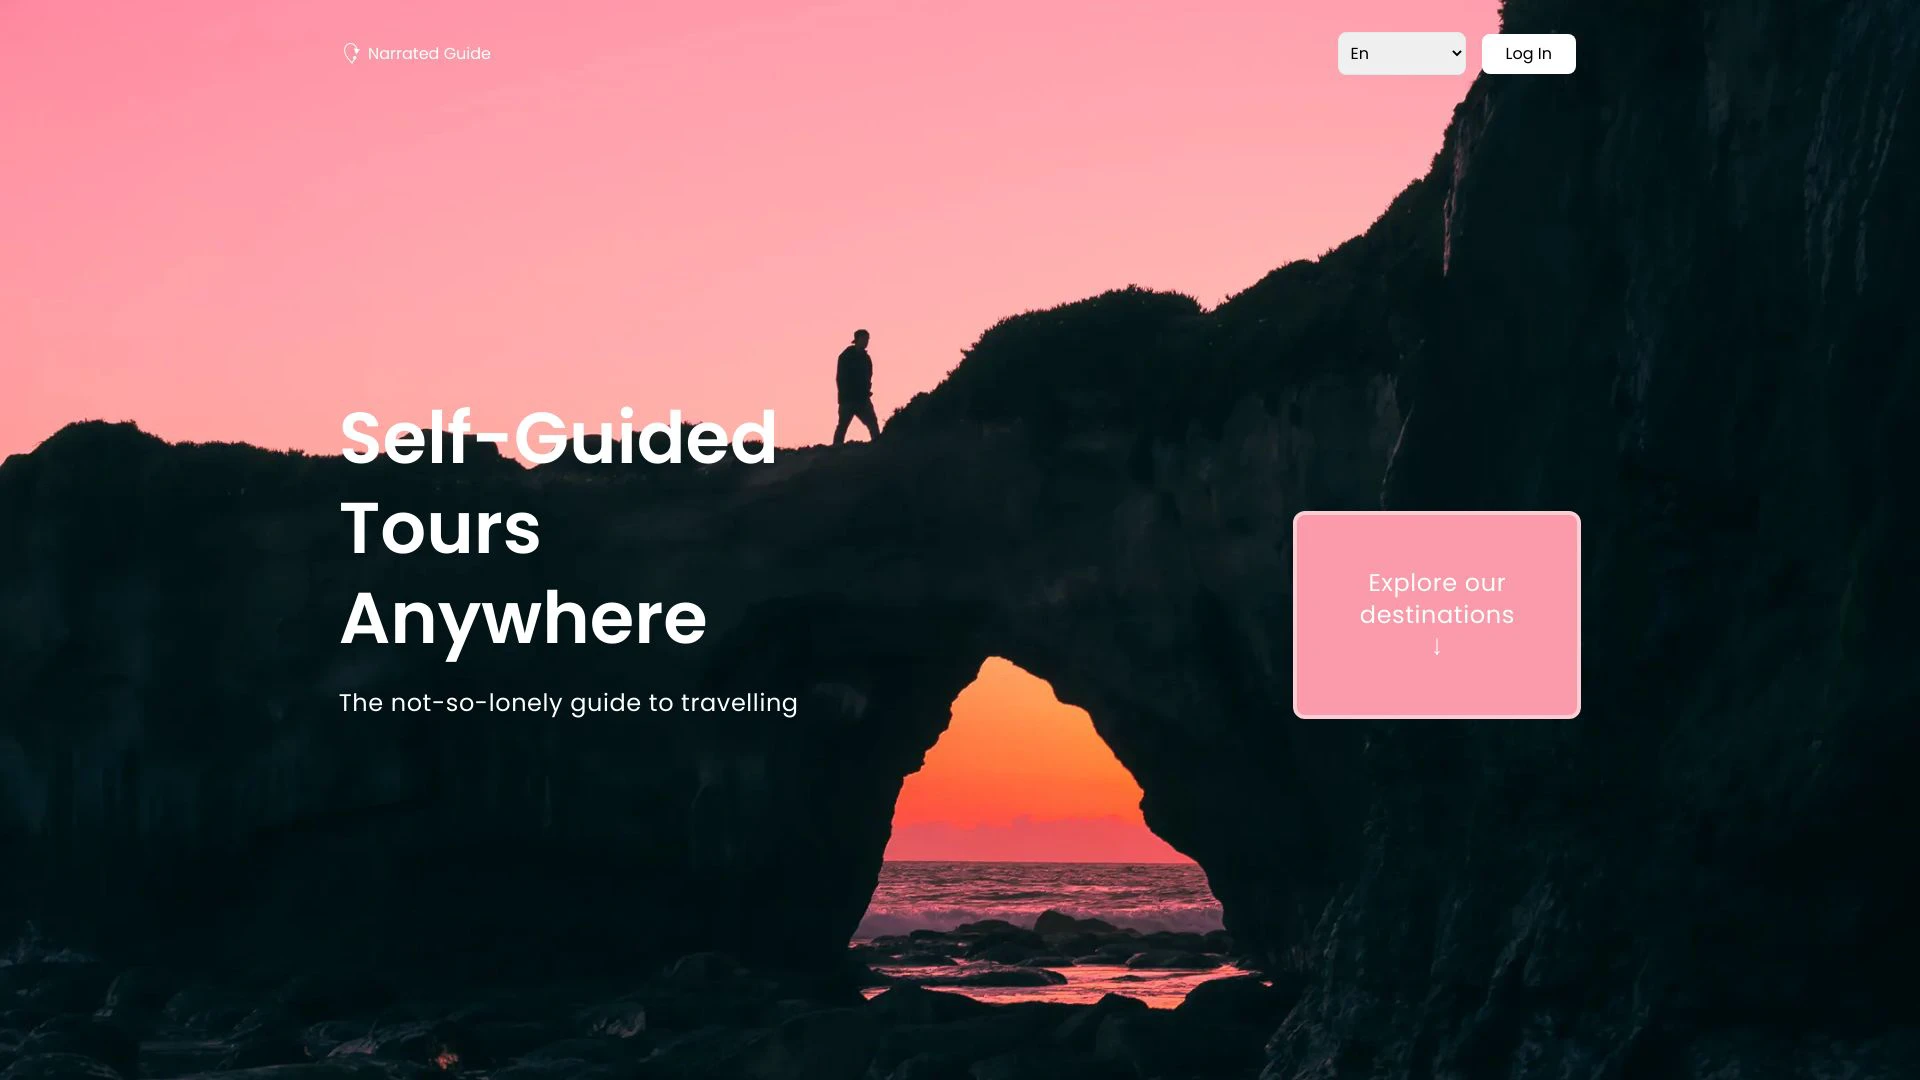 Narrated Guide
En
Log In
Self-Guided
Tours
Anywhere
The not-so-lonely guide to travelling
Explore our
destinations
↓